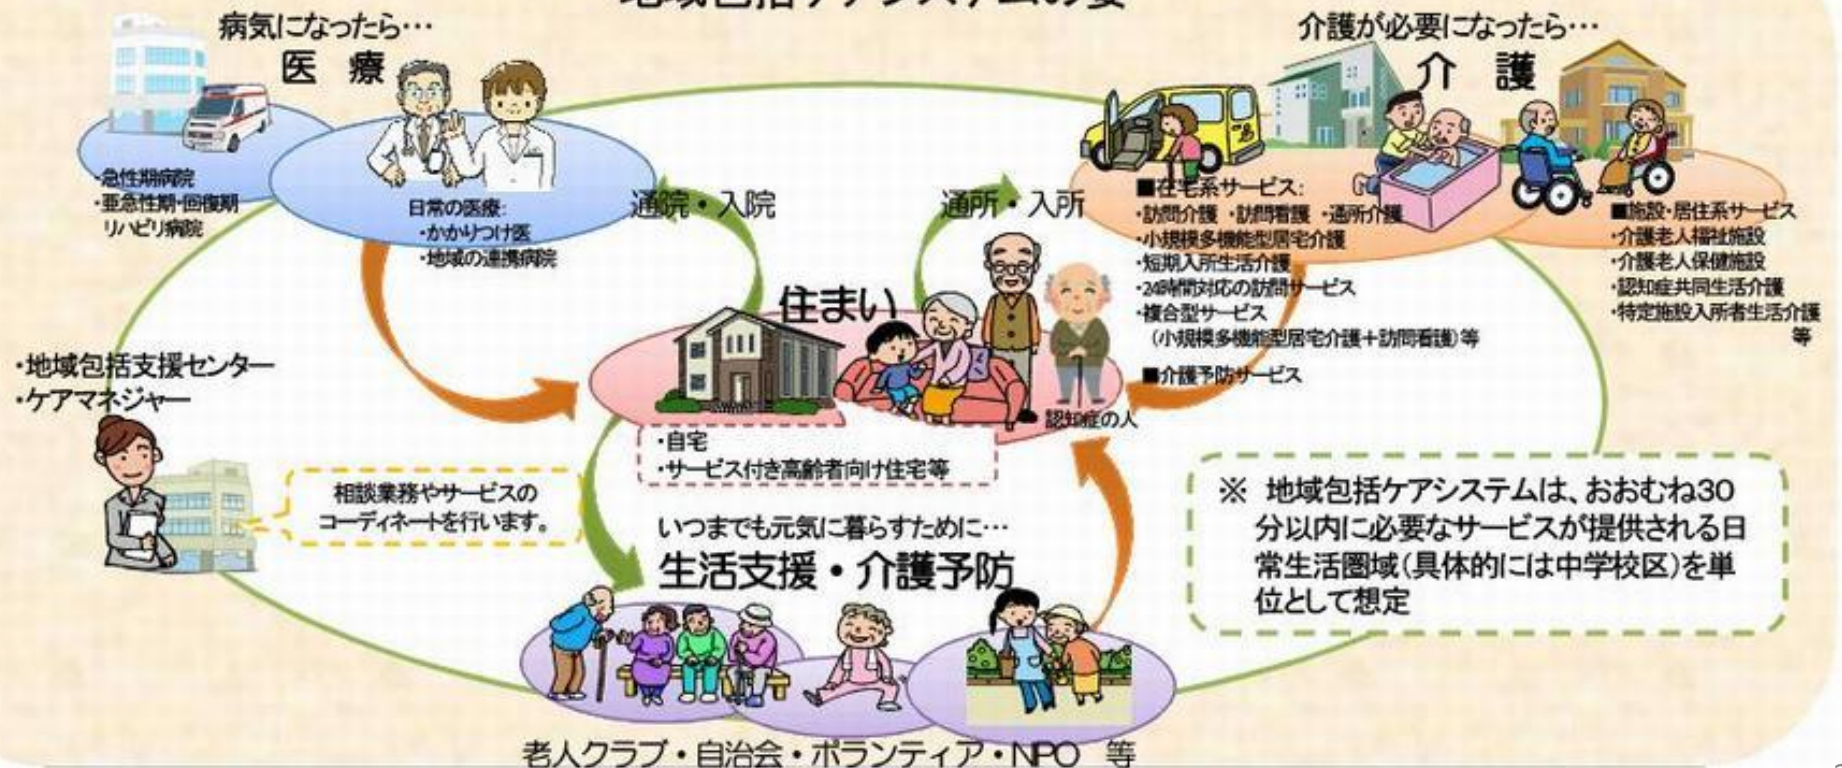 地域包括ケアシステムの姿
病気になったら…
医 療
介護が必要になったら…
介 護
・急性期病院
・亜急性期・回復期
リハビリ病院
日常の医療:
・かかりつけ医
・地域の連携病院
通院・入院
通所・入所
■在宅系サービス:
・訪問介護 ・訪問看護 ・通所介護
・小規模多機能型居宅介護
・短期入所生活介護
・24時間対応の訪問サービス
・複合型サービス
(小規模多機能型居宅介護+訪問看護)等
■介護予防サービス
■施設・居住系サービス
・介護老人福祉施設
・介護老人保健施設
・認知症共同生活介護
・特定施設入所者生活介護
等
住まい
認知症の人
・自宅
・サービス付き高齢者向け住宅等
・地域包括支援センター
・ケアマネジャー
相談業務やサービスの
コーディネートを行います。
いつまでも元気に暮らすために…
生活支援・介護予防
※ 地域包括ケアシステムは、おおむね30
分以内に必要なサービスが提供される日
常生活圏域(具体的には中学校区)を単
位として想定
老人クラブ・自治会・ボランティア・NPO 等